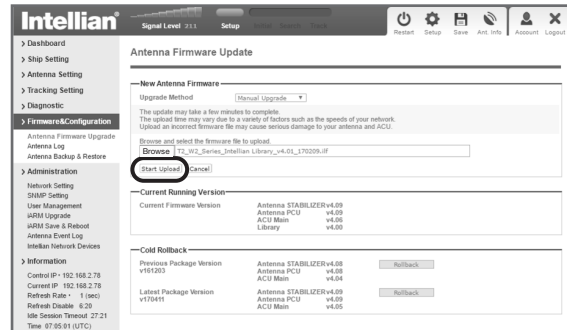 Intellian®
Signal Level 211 Setup Initial Search Track
Restart Setup Save Ant. Info Account Logout
> Dashboard
> Ship Setting
> Antenna Setting
> Tracking Setting
> Diagnostic
> Firmware&Configuration
Antenna Firmware Upgrade
Antenna Log
Antenna Backup & Restore
> Administration
Network Setting
SNMP Setting
User Management
iARM Upgrade
iARM Save & Reboot
Antenna Event Log
Intellian Network Devices
> Information
Control IP • 192.168.2.78
Current IP 192.168.2.78
Refresh Rate • 1 (sec)
Refresh Disable 6:20
Idle Session Timeout 27:21
Time 07:05:01 (UTC)
Antenna Firmware Update
New Antenna Firmware
Upgrade Method Manual Upgrade ▼
The update may take a few minutes to complete.
The upload time may vary due to a variety of factors such as the speeds of your network.
Upload an incorrect firmware file may cause serious damage to your antenna and ACU.
Browse and select the firmware file to upload.
Browse T2_W2_Series_Intellian Library_v4.01_170209.ilf
Start Upload Cancel
Current Running Version
Current Firmware Version Antenna STABILIZER v4.09
Antenna PCU v4.09
ACU Main v4.06
Library v4.00
Cold Rollback
Previous Package Version Antenna STABILIZER v4.08 Rollback
v161203 Antenna PCU v4.08
ACU Main v4.04
Latest Package Version Antenna STABILIZER v4.09 Rollback
v170411 Antenna PCU v4.09
ACU Main v4.05